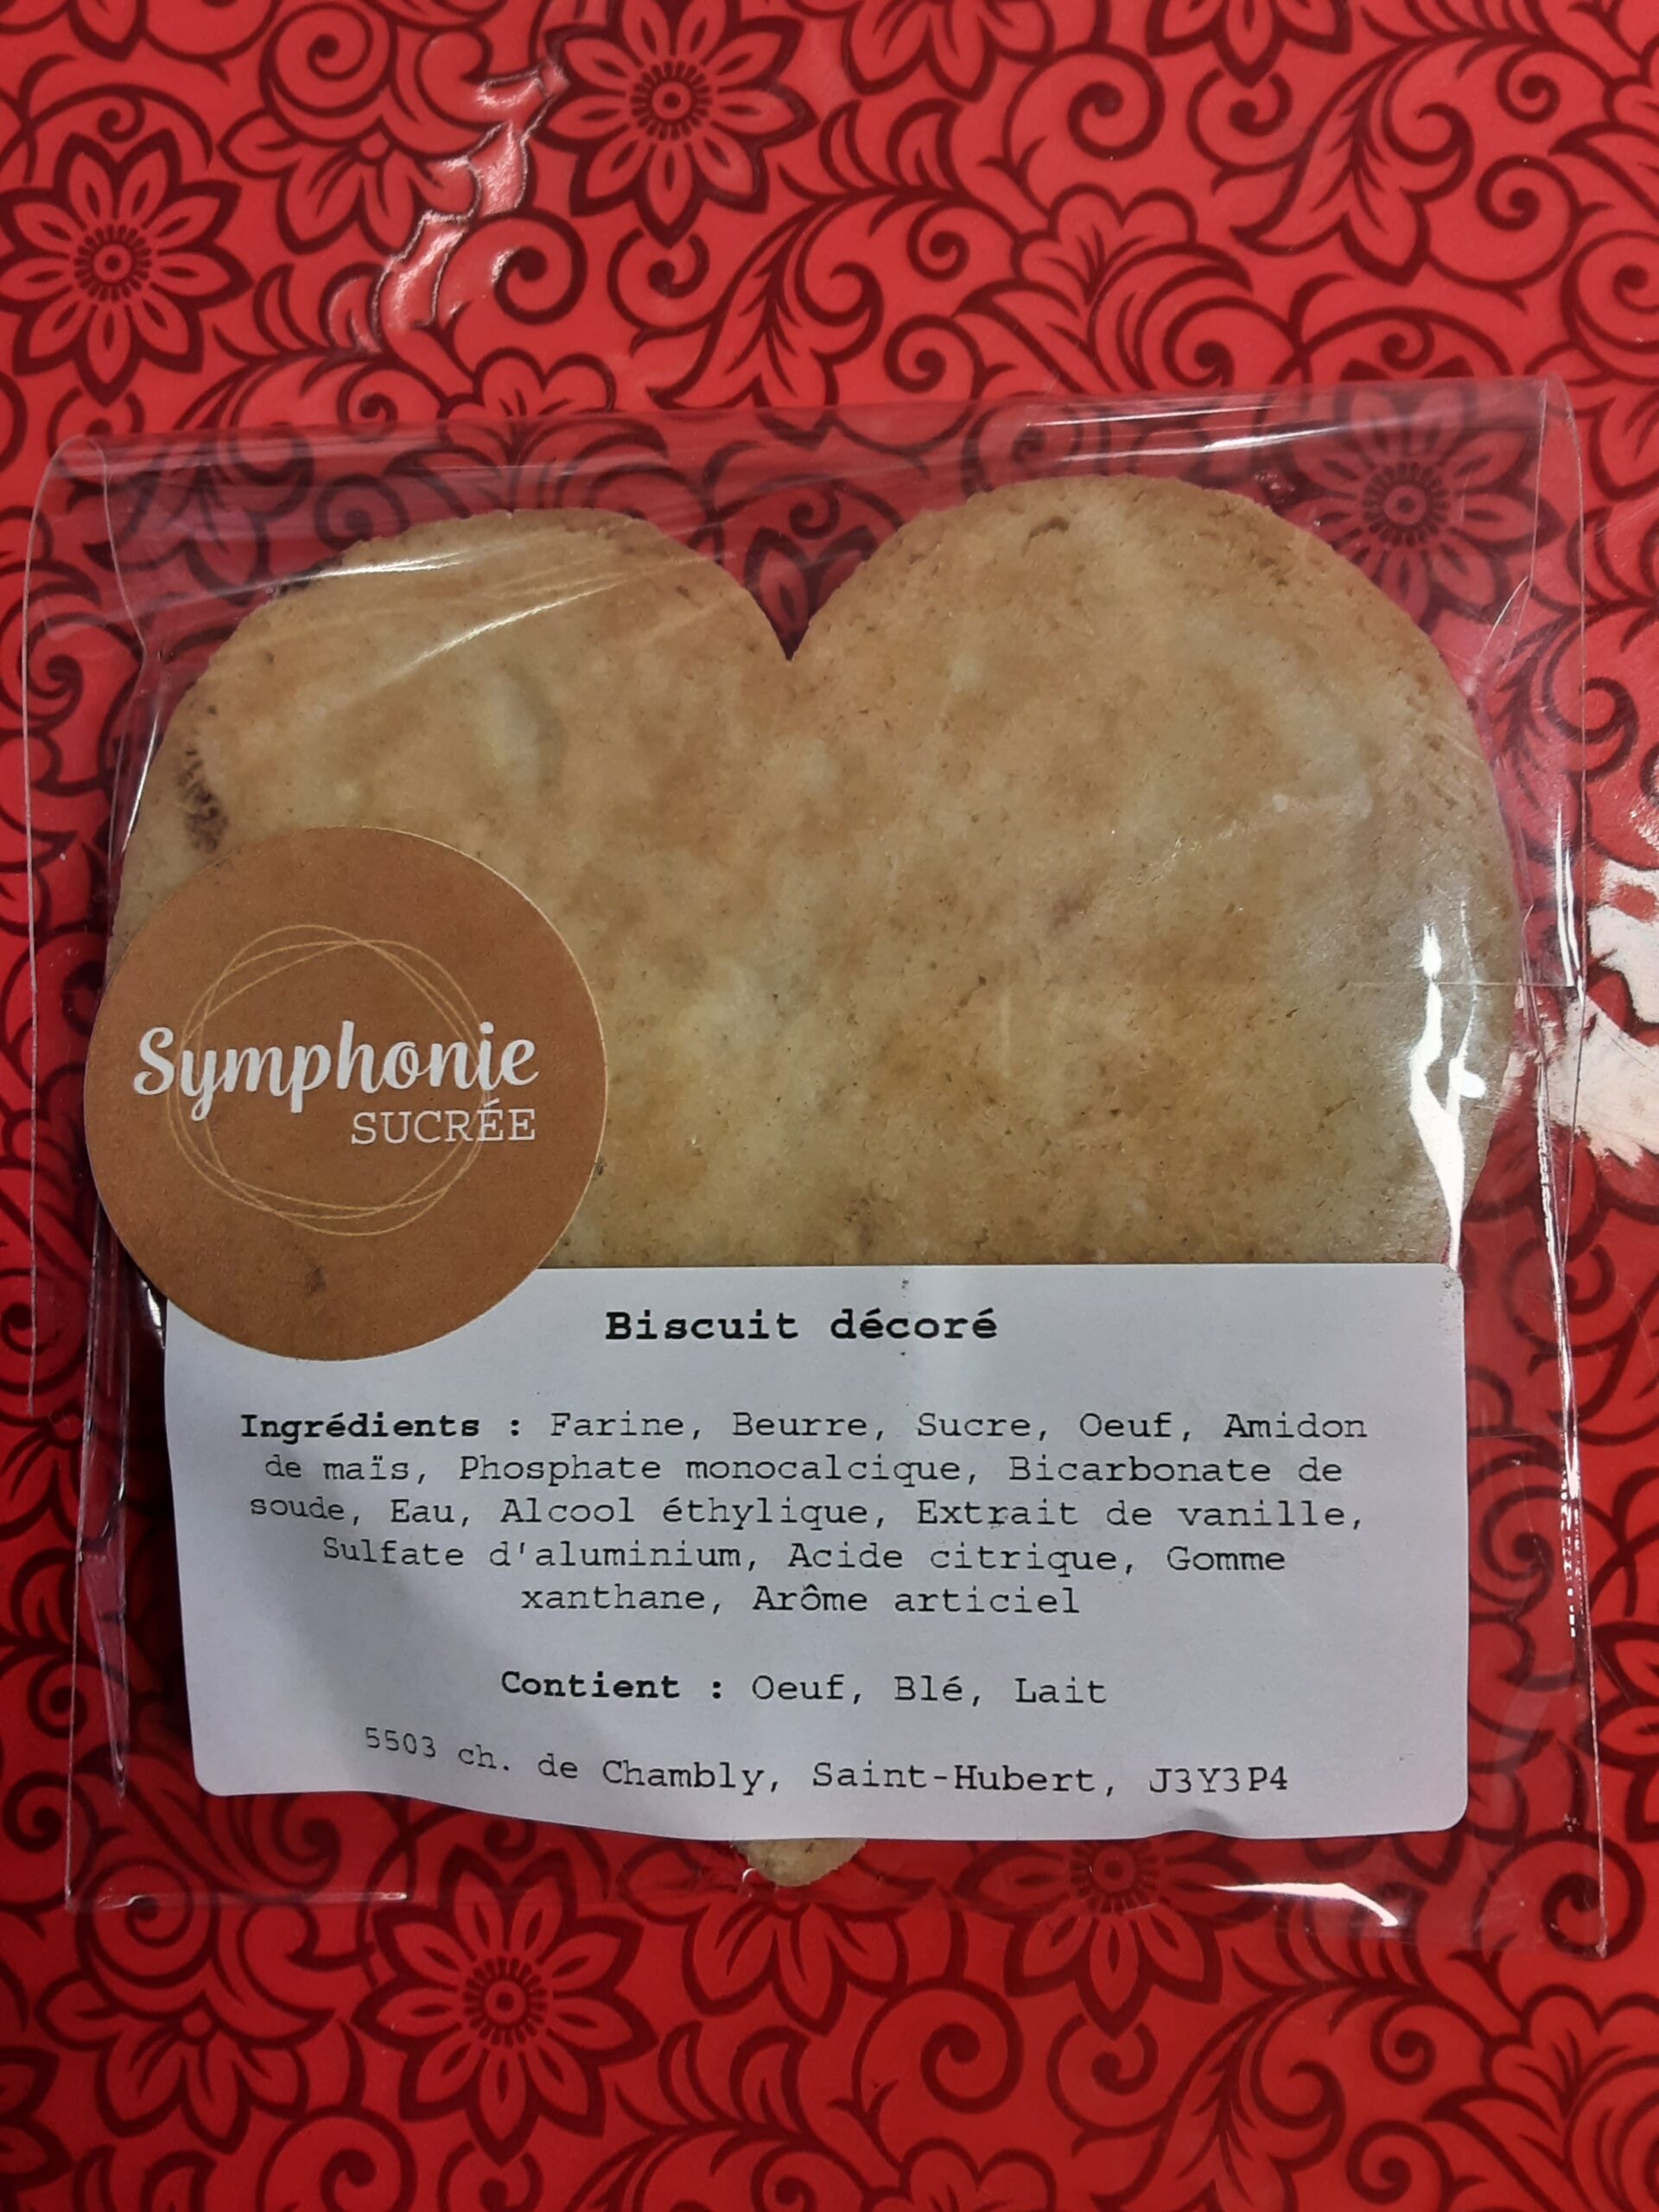 Symphonie
SUCRÉE
Biscuit décoré
Ingrédients : Farine, Beurre, Sucre, Oeuf, Amidon
de maïs, Phosphate monocalcique, Bicarbonate de
soude, Eau, Alcool éthylique, Extrait de vanille,
Sulfate d'aluminium, Acide citrique, Gomme
xanthane, Arôme articiel
Contient : Oeuf, Blé, Lait
5503 ch. de Chambly, Saint-Hubert, J3Y3P4